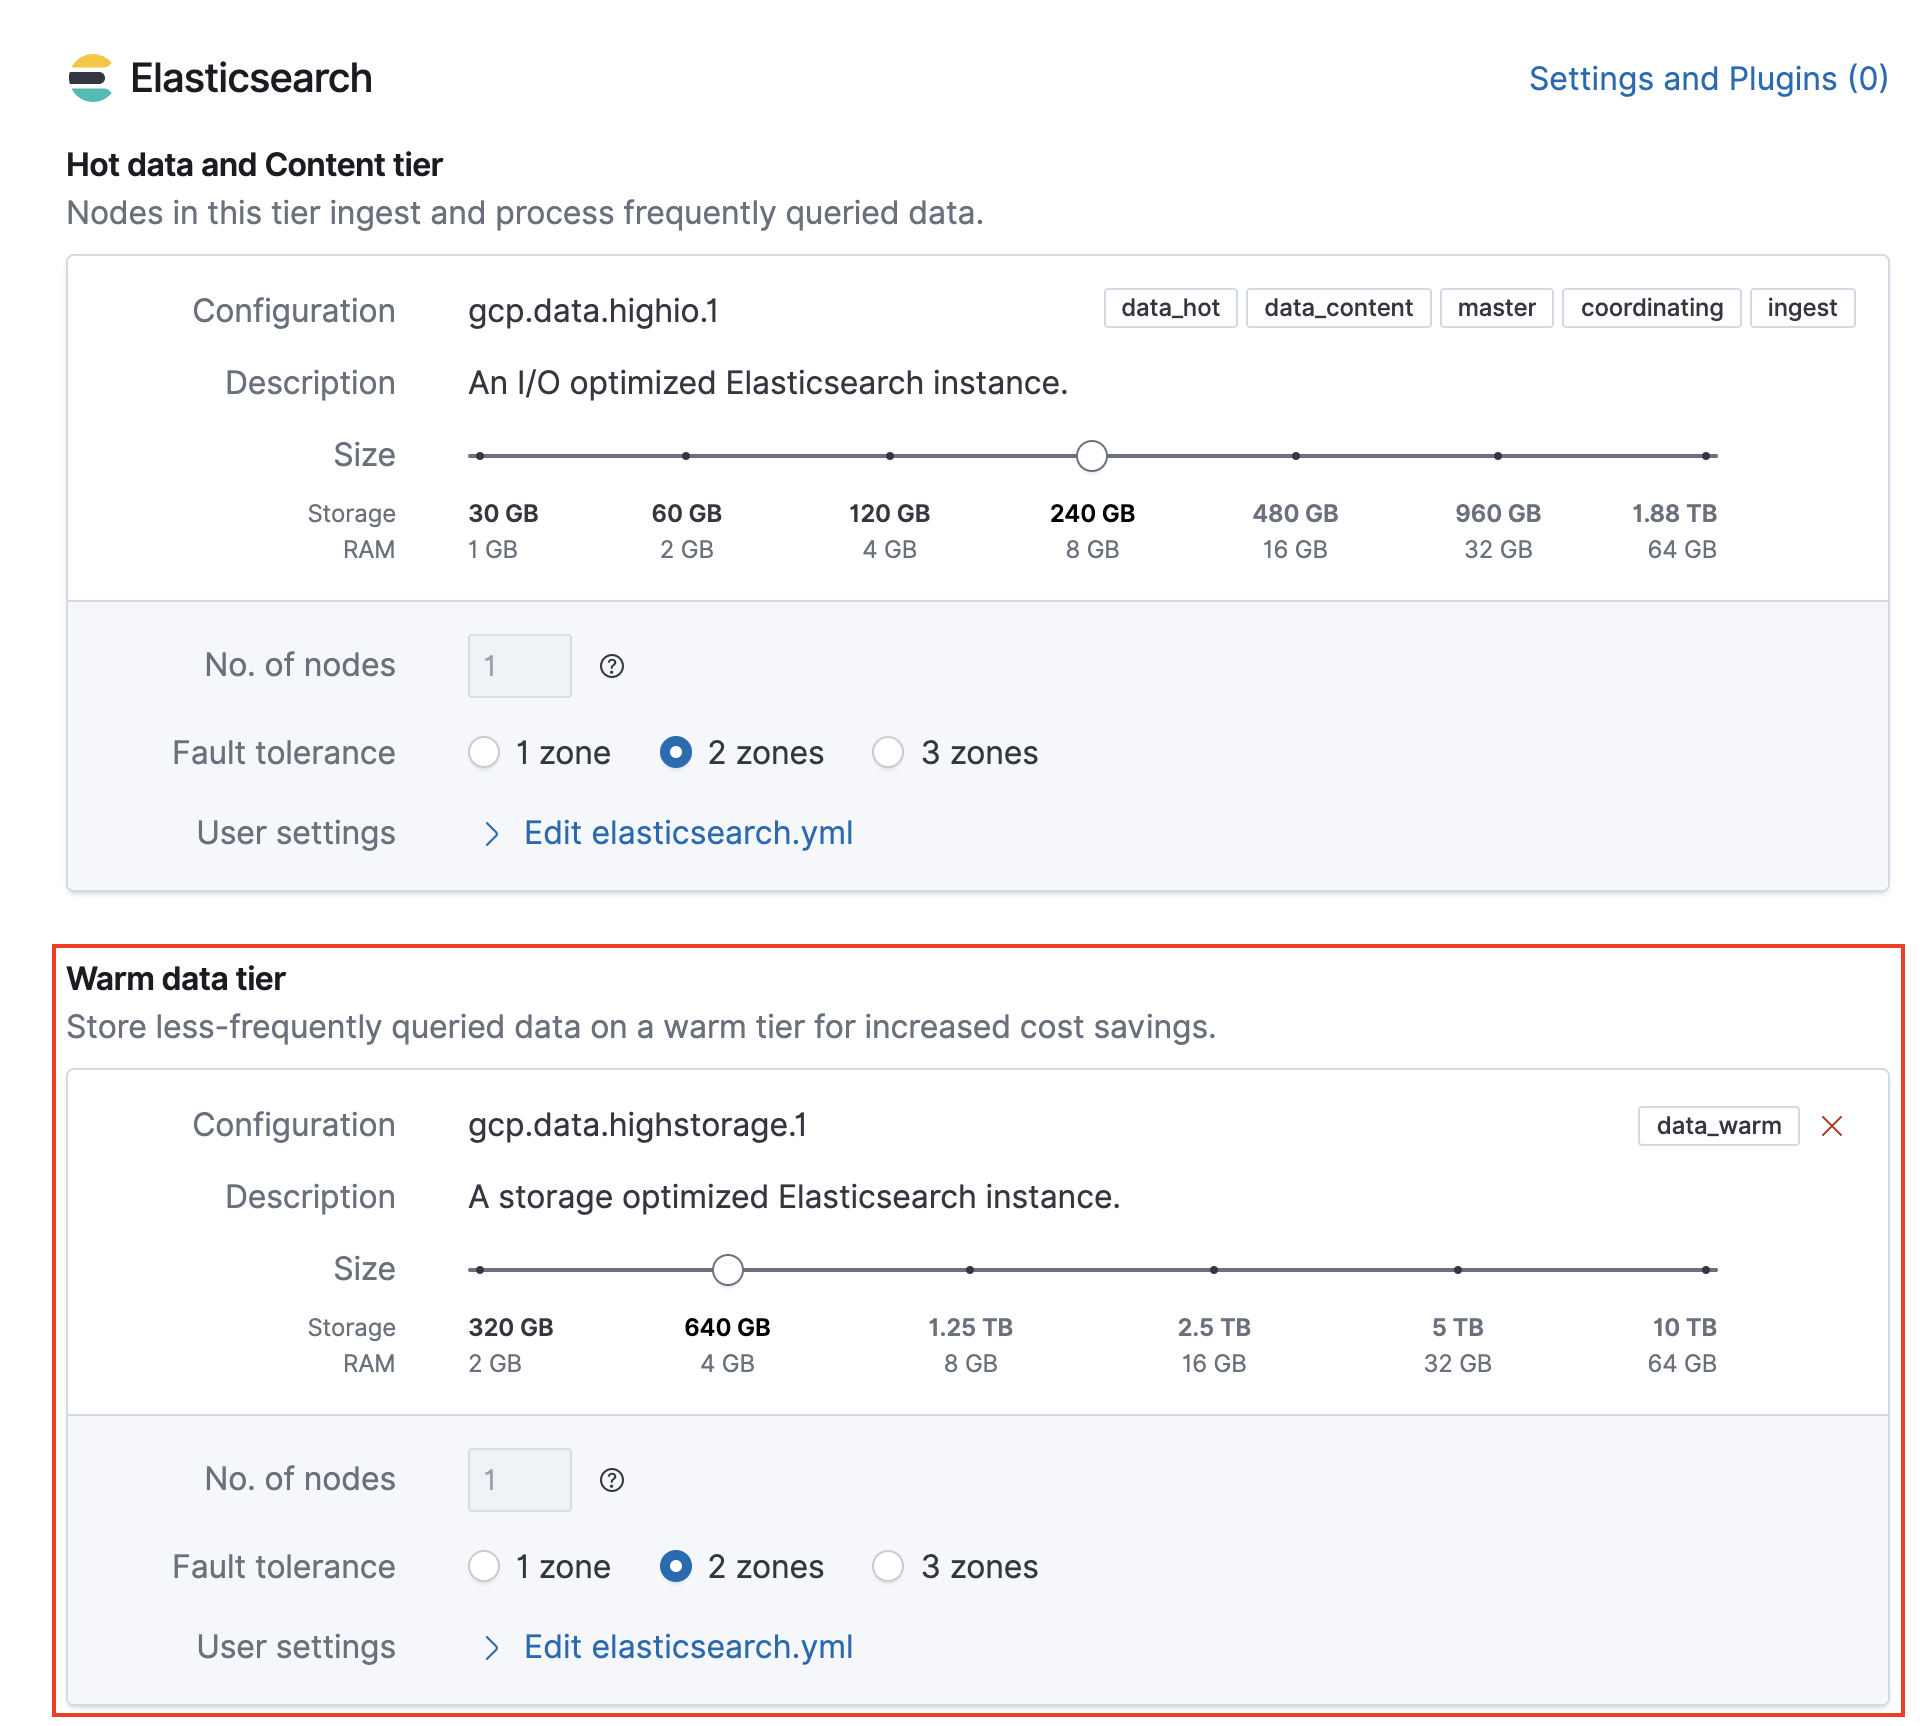 Elasticsearch
Settings and Plugins (0)
Hot data and Content tier
Nodes in this tier ingest and process frequently queried data.
Configuration gcp.data.highio.1 data_hot data_content master coordinating ingest
Description An I/O optimized Elasticsearch instance.
Size
Storage 30 GB 60 GB 120 GB 240 GB 480 GB 960 GB 1.88 TB
RAM 1 GB 2 GB 4 GB 8 GB 16 GB 32 GB 64 GB
No. of nodes 1 ?
Fault tolerance 1 zone 2 zones 3 zones
User settings Edit elasticsearch.yml
Warm data tier
Store less-frequently queried data on a warm tier for increased cost savings.
Configuration gcp.data.highstorage.1 data_warm
Description A storage optimized Elasticsearch instance.
Size
Storage 320 GB 640 GB 1.25 TB 2.5 TB 5 TB 10 TB
RAM 2 GB 4 GB 8 GB 16 GB 32 GB 64 GB
No. of nodes 1 ?
Fault tolerance 1 zone 2 zones 3 zones
User settings Edit elasticsearch.yml